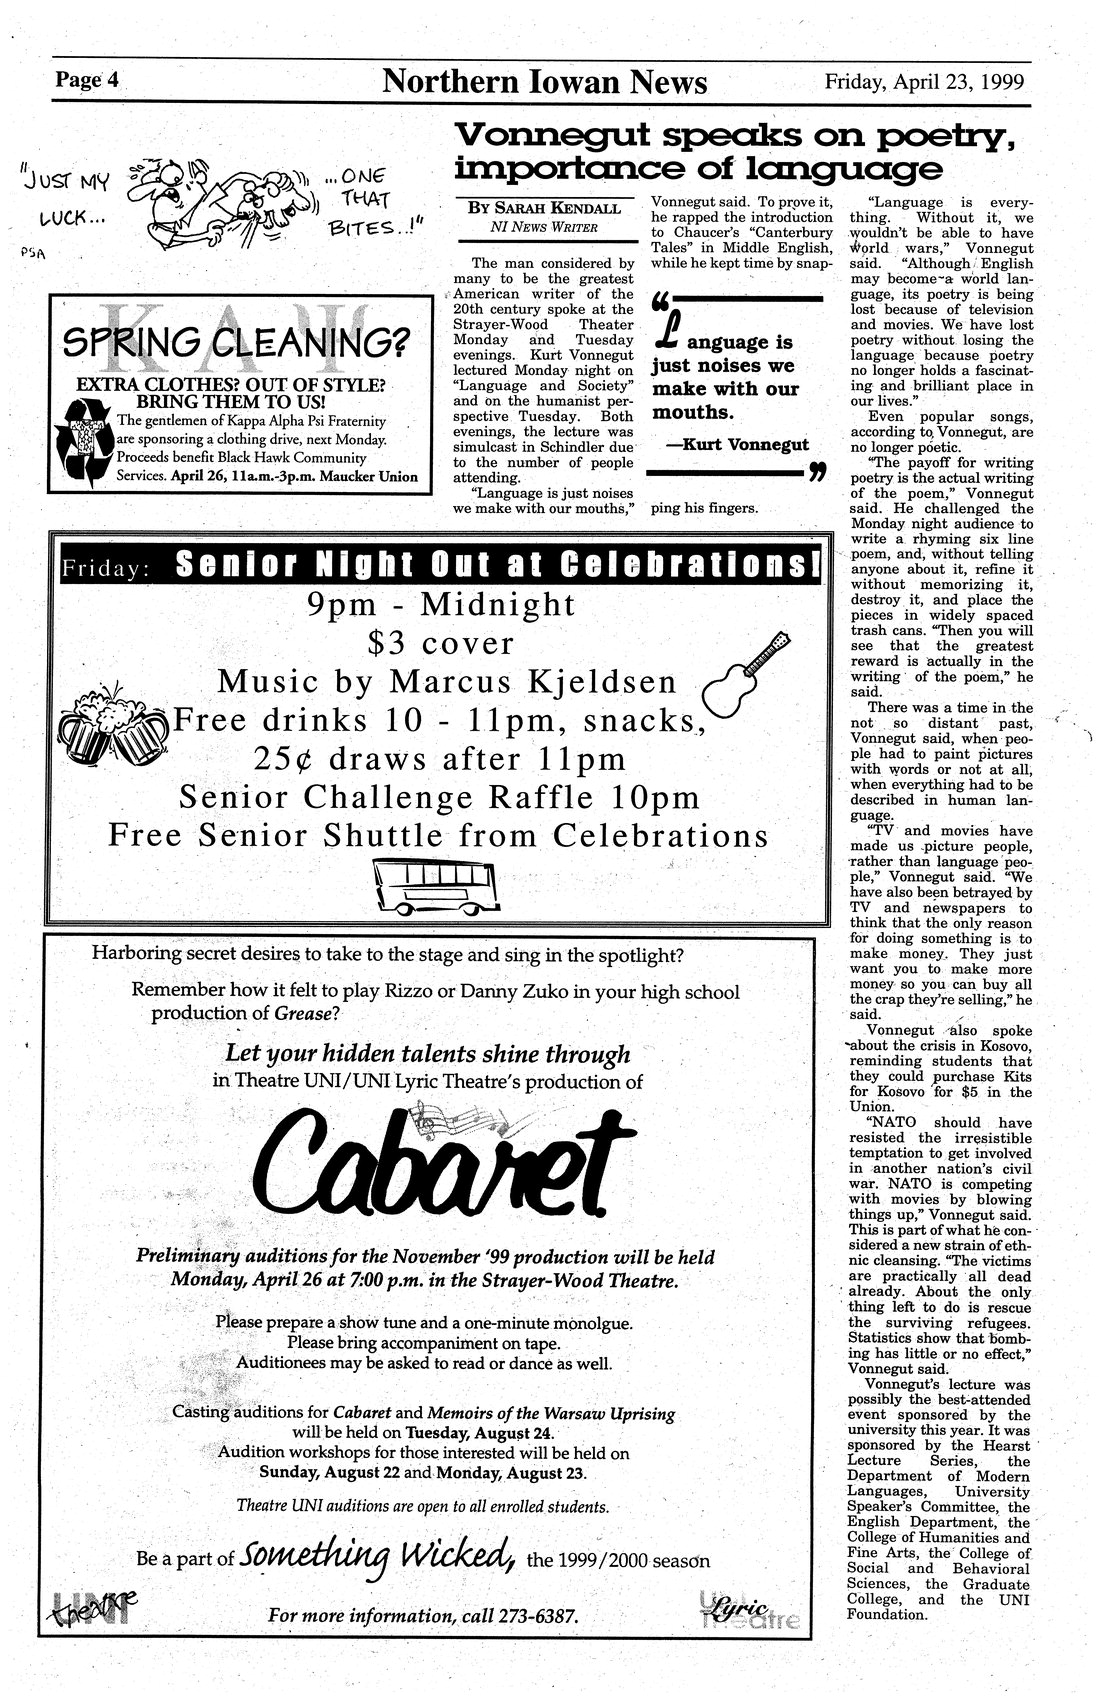 Page 4
Northern Iowan News
Friday, April 23, 1999
"JUST MY
LUCK...
...ONE
THAT
BITES..!"
PSA
ΚΑΨ
SPRING CLEANING?
EXTRA CLOTHES? OUT OF STYLE?
BRING THEM TO US!
The gentlemen of Kappa Alpha Psi Fraternity
are sponsoring a clothing drive, next Monday.
Proceeds benefit Black Hawk Community
Services. April 26, 11a.m.-3p.m. Maucker Union
Vonnegut speaks on poetry,
importance of language
BY SARAH KENDALL
NI NEWS WRITER
The man considered by
many to be the greatest
American writer of the
20th century spoke at the
Strayer-Wood Theater
Monday and Tuesday
evenings. Kurt Vonnegut
lectured Monday night on
"Language and Society"
and on the humanist per-
spective Tuesday. Both
evenings, the lecture was
simulcast in Schindler due
to the number of people
attending.
"Language is just noises
we make with our mouths,"
Vonnegut said. To prove it,
he rapped the introduction
to Chaucer's "Canterbury
Tales" in Middle English,
while he kept time by snap-
"
Language is
just noises we
make with our
mouths.
—Kurt Vonnegut
"
ping his fingers.
"Language is every-
thing. Without it, we
wouldn't be able to have
world wars," Vonnegut
said. "Although English
may become a world lan-
guage, its poetry is being
lost because of television
and movies. We have lost
poetry without losing the
language because poetry
no longer holds a fascinat-
ing and brilliant place in
our lives."
Even popular songs,
according to Vonnegut, are
no longer poetic.
"The payoff for writing
poetry is the actual writing
of the poem," Vonnegut
said. He challenged the
Monday night audience to
write a rhyming six line
poem, and, without telling
anyone about it, refine it
without memorizing it,
destroy it, and place the
pieces in widely spaced
trash cans. "Then you will
see that the greatest
reward is actually in the
writing of the poem," he
said.
There was a time in the
not so distant past,
Vonnegut said, when peo-
ple had to paint pictures
with words or not at all,
when everything had to be
described in human lan-
guage.
"TV and movies have
made us picture people,
rather than language peo-
ple," Vonnegut said. "We
have also been betrayed by
TV and newspapers to
think that the only reason
for doing something is to
make money. They just
want you to make more
money so you can buy all
the crap they're selling," he
said.
Vonnegut also spoke
about the crisis in Kosovo,
reminding students that
they could purchase Kits
for Kosovo for $5 in the
Union.
"NATO should have
resisted the irresistible
temptation to get involved
in another nation's civil
war. NATO is competing
with movies by blowing
things up," Vonnegut said.
This is part of what he con-
sidered a new strain of eth-
nic cleansing. "The victims
are practically all dead
already. About the only
thing left to do is rescue
the surviving refugees.
Statistics show that bomb-
ing has little or no effect,"
Vonnegut said.
Vonnegut's lecture was
possibly the best-attended
event sponsored by the
university this year. It was
sponsored by the Hearst
Lecture Series, the
Department of Modern
Languages, University
Speaker's Committee, the
English Department, the
College of Humanities and
Fine Arts, the College of
Social and Behavioral
Sciences, the Graduate
College, and the UNI
Foundation.
Friday: Senior Night Out at Celebrations!
9pm - Midnight
$3 cover
Music by Marcus Kjeldsen
Free drinks 10 - 11pm, snacks,
25¢ draws after 11pm
Senior Challenge Raffle 10pm
Free Senior Shuttle from Celebrations
Harboring secret desires to take to the stage and sing in the spotlight?
Remember how it felt to play Rizzo or Danny Zuko in your high school
production of Grease?
Let your hidden talents shine through
in Theatre UNI/UNI Lyric Theatre's production of
Cabaret
Preliminary auditions for the November '99 production will be held
Monday, April 26 at 7:00 p.m. in the Strayer-Wood Theatre.
Please prepare a show tune and a one-minute monolgue.
Please bring accompaniment on tape.
Auditionees may be asked to read or dance as well.
Casting auditions for Cabaret and Memoirs of the Warsaw Uprising
will be held on Tuesday, August 24.
Audition workshops for those interested will be held on
Sunday, August 22 and Monday, August 23.
Theatre UNI auditions are open to all enrolled students.
Be a part of Something Wicked, the 1999/2000 season
For more information, call 273-6387.
UNI theatre
UNI Lyric Theatre